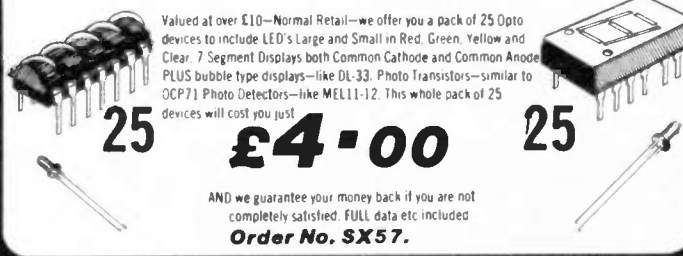 Valued at over £10—Normal Retail—we offer you a pack of 25 Opto
devices to include LED's Large and Small in Red, Green, Yellow and
Clear. 7 Segment Displays both Common Cathode and Common Anode
PLUS bubble type displays—like DL-33. Photo Transistors—similar to
OCP71 Photo Detectors—like MEL11-12. This whole pack of 25
devices will cost you just
25
£4·00
25
AND we guarantee your money back if you are not
completely satisfied. FULL data etc included
Order No. SX57.